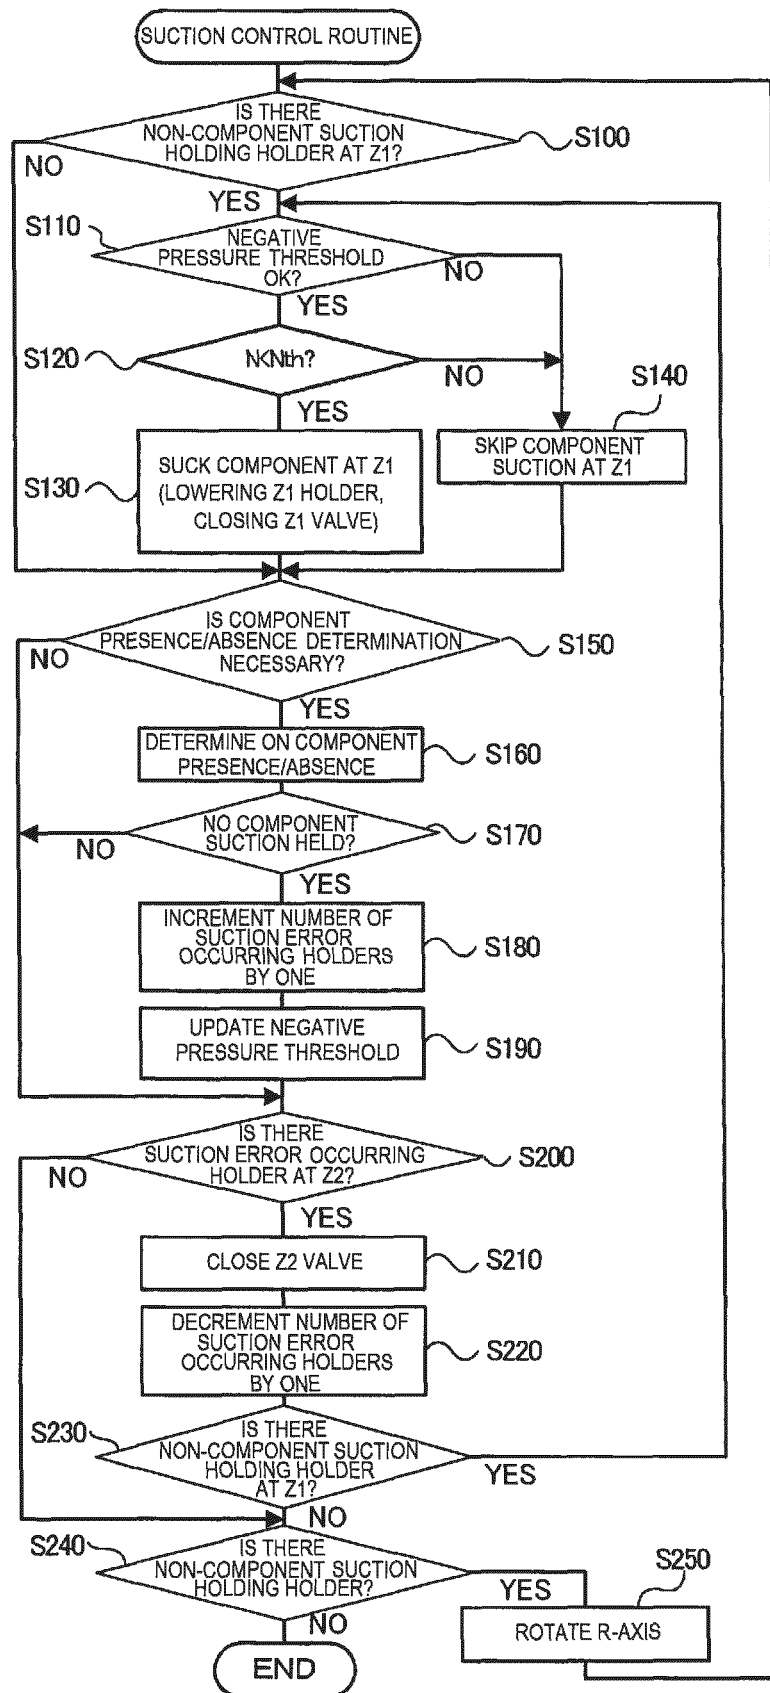 SUCTION CONTROL ROUTINE
IS THERE
NON-COMPONENT SUCTION
HOLDING HOLDER AT Z1?
S100
NO
YES
S110
NEGATIVE
PRESSURE THRESHOLD
OK?
NO
YES
S120
N<Nth?
NO
S140
YES
SKIP COMPONENT
SUCTION AT Z1
S130
SUCK COMPONENT AT Z1
(LOWERING Z1 HOLDER,
CLOSING Z1 VALVE)
IS COMPONENT
PRESENCE/ABSENCE DETERMINATION
NECESSARY?
S150
NO
YES
DETERMINE ON COMPONENT
PRESENCE/ABSENCE
S160
NO COMPONENT
SUCTION HELD?
S170
NO
YES
INCREMENT NUMBER OF
SUCTION ERROR
OCCURRING HOLDERS
BY ONE
S180
UPDATE NEGATIVE
PRESSURE THRESHOLD
S190
IS THERE
SUCTION ERROR OCCURRING
HOLDER AT Z2?
S200
NO
YES
CLOSE Z2 VALVE
S210
DECREMENT NUMBER OF
SUCTION ERROR
OCCURRING HOLDERS
BY ONE
S220
S230
IS THERE
NON-COMPONENT SUCTION
HOLDING HOLDER
AT Z1?
YES
NO
S240
IS THERE
NON-COMPONENT SUCTION
HOLDING HOLDER?
YES
S250
NO
ROTATE R-AXIS
END